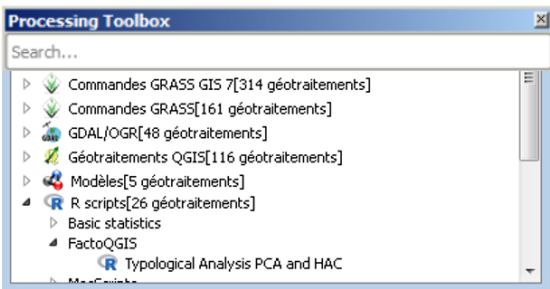 Processing Toolbox
Search...
Commandes GRASS GIS 7[314 géotraitements]
Commandes GRASS[161 géotraitements]
GDAL/OGR[48 géotraitements]
Géotraitements QGIS[116 géotraitements]
Modèles[5 géotraitements]
R scripts[26 géotraitements]
Basic statistics
FactoQGIS
Typological Analysis PCA and HAC